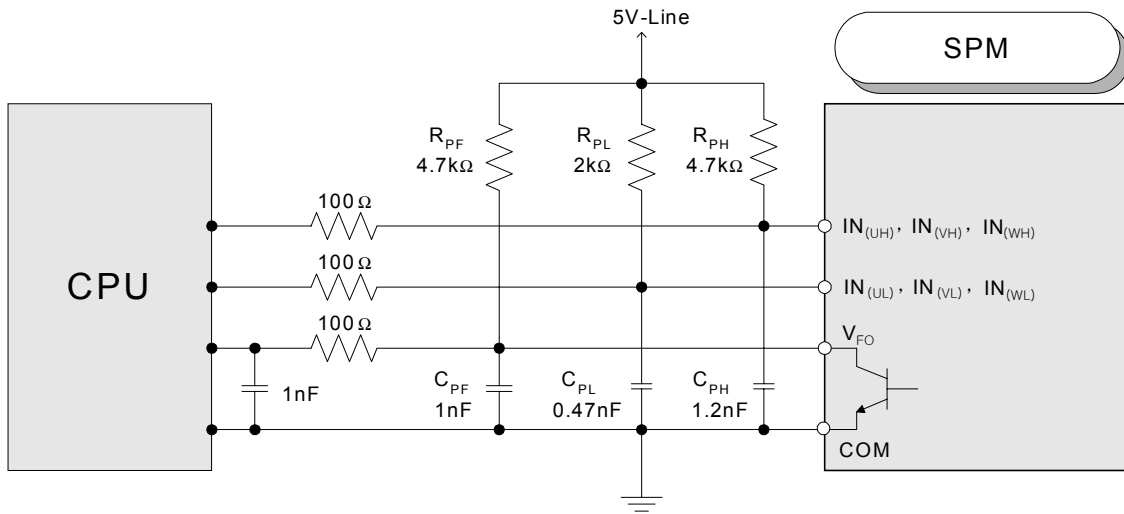 5V-Line
SPM
R_PF
4.7kΩ
R_PL
2kΩ
R_PH
4.7kΩ
100Ω
IN(UH), IN(VH), IN(WH)
CPU
100Ω
IN(UL), IN(VL), IN(WL)
100Ω
V_FO
1nF
C_PF
1nF
C_PL
0.47nF
C_PH
1.2nF
COM